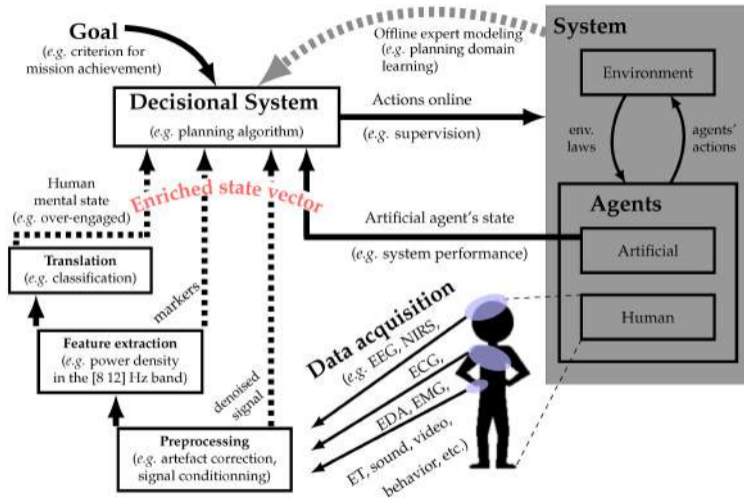 Goal
(e.g. criterion for
mission achievement)
Offline expert modeling
(e.g. planning domain
learning)
System
Environment
env.
laws
agents'
actions
Decisional System
(e.g. planning algorithm)
Actions online
(e.g. supervision)
Human
mental state
(e.g. over-engaged)
Enriched state vector
Artificial agent's state
(e.g. system performance)
Agents
Artificial
Human
Translation
(e.g. classification)
markers
Feature extraction
(e.g. power density
in the [8 12] Hz band)
denoised
signal
Preprocessing
(e.g. artefact correction,
signal conditionning)
Data acquisition
(e.g. EEG, NIRS,
ECG,
EDA, EMG,
ET, sound, video,
behavior, etc.)